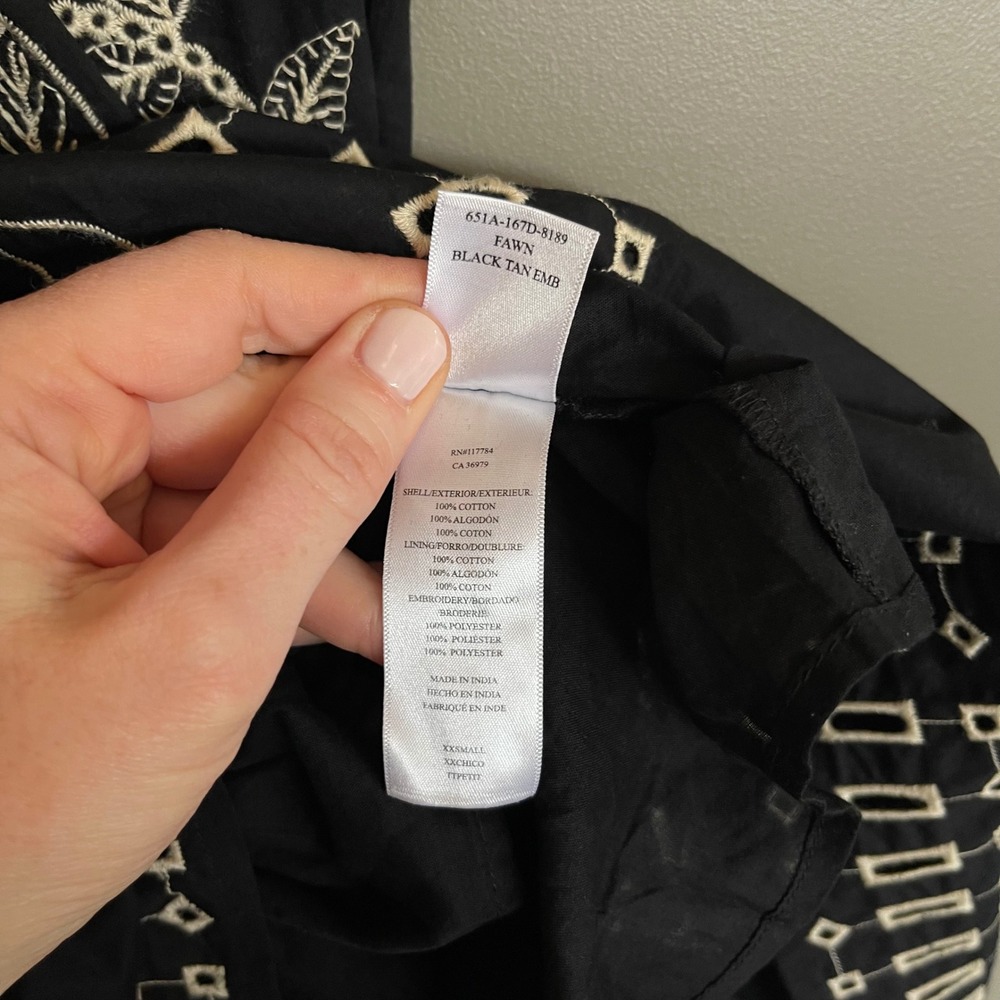 651A-167D-8189
FAWN
BLACK TAN EMB
RN#117784
CA 36979
SHELL/EXTERIOR/EXTERIEUR:
100% COTTON
100% ALGODÓN
100% COTON
LINING/FORRO/DOUBLURE:
100% COTTON
100% ALGODÓN
100% COTON
EMBROIDERY/BORDADO
BRODERIE:
100% POLYESTER
100% POLIÉSTER
100% POLYESTER
MADE IN INDIA
HECHO EN INDIA
FABRIQUÉ EN INDE
XXSMALL
XXCHICO
TTPETIT